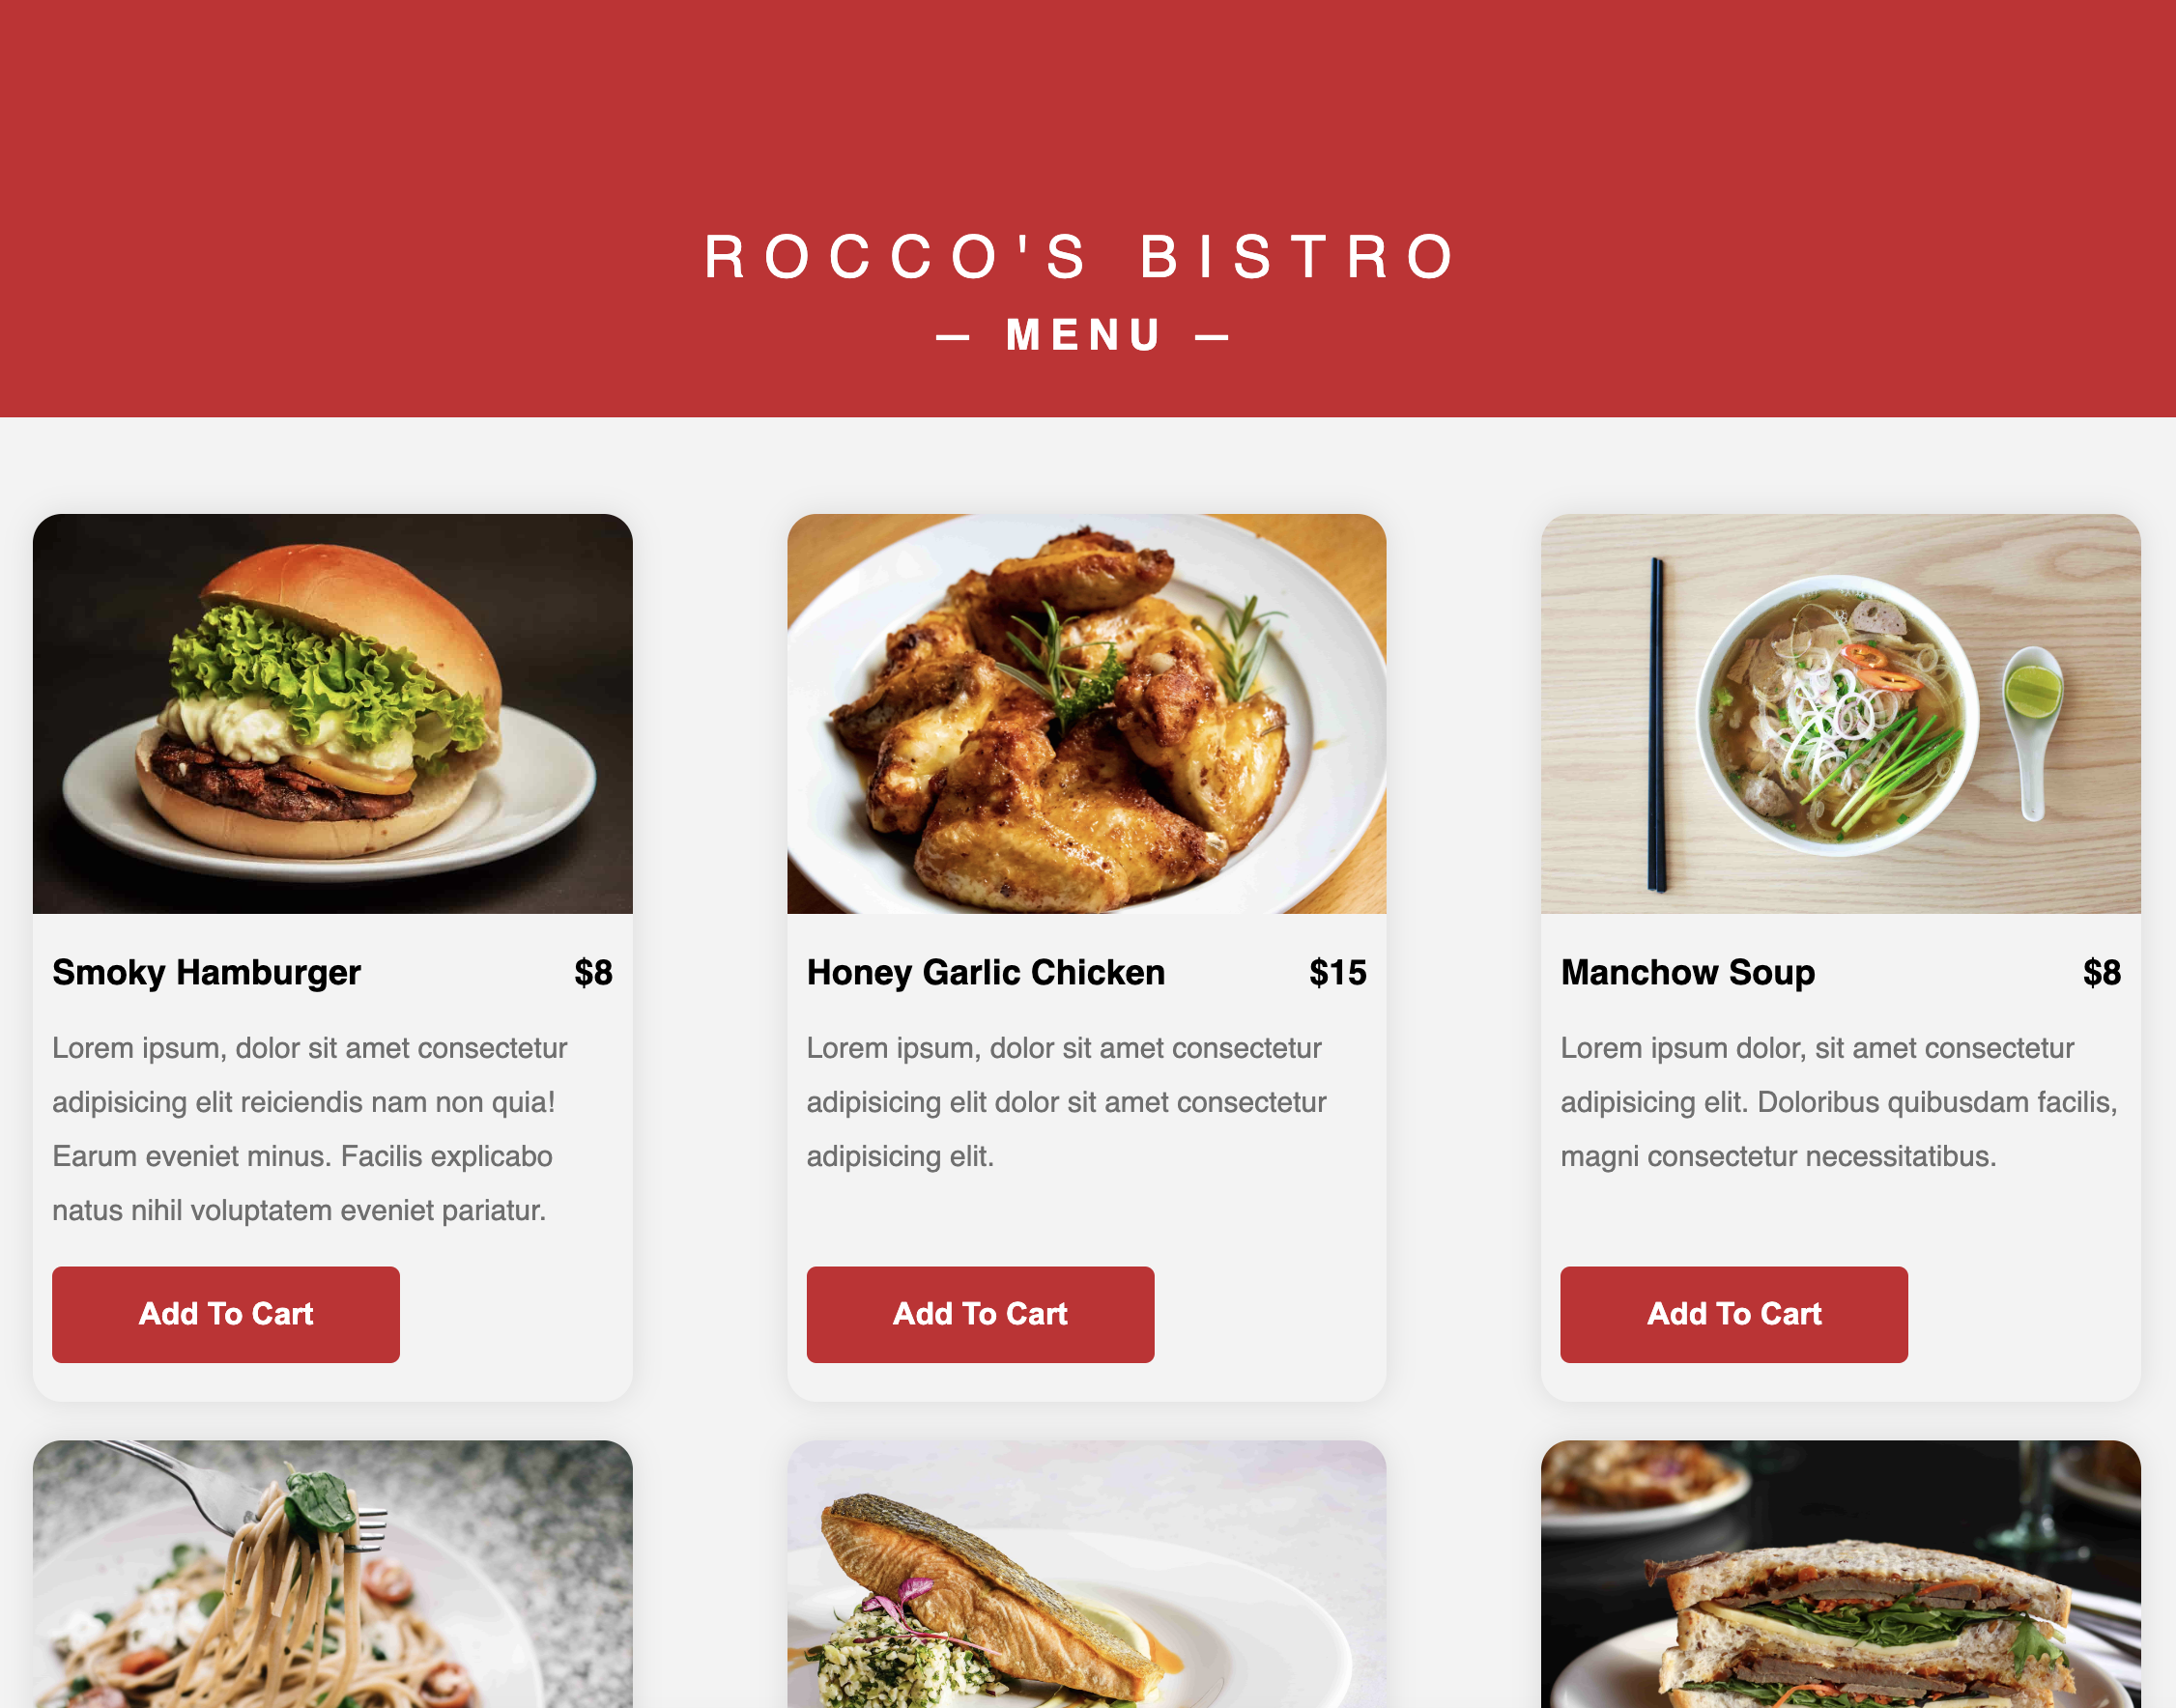 ROCCO'S BISTRO
— MENU —
Smoky Hamburger $8
Lorem ipsum, dolor sit amet consectetur
adipisicing elit reiciendis nam non quia!
Earum eveniet minus. Facilis explicabo
natus nihil voluptatem eveniet pariatur.
Add To Cart
Honey Garlic Chicken $15
Lorem ipsum, dolor sit amet consectetur
adipisicing elit dolor sit amet consectetur
adipisicing elit.
Add To Cart
Manchow Soup $8
Lorem ipsum dolor, sit amet consectetur
adipisicing elit. Doloribus quibusdam facilis,
magni consectetur necessitatibus.
Add To Cart